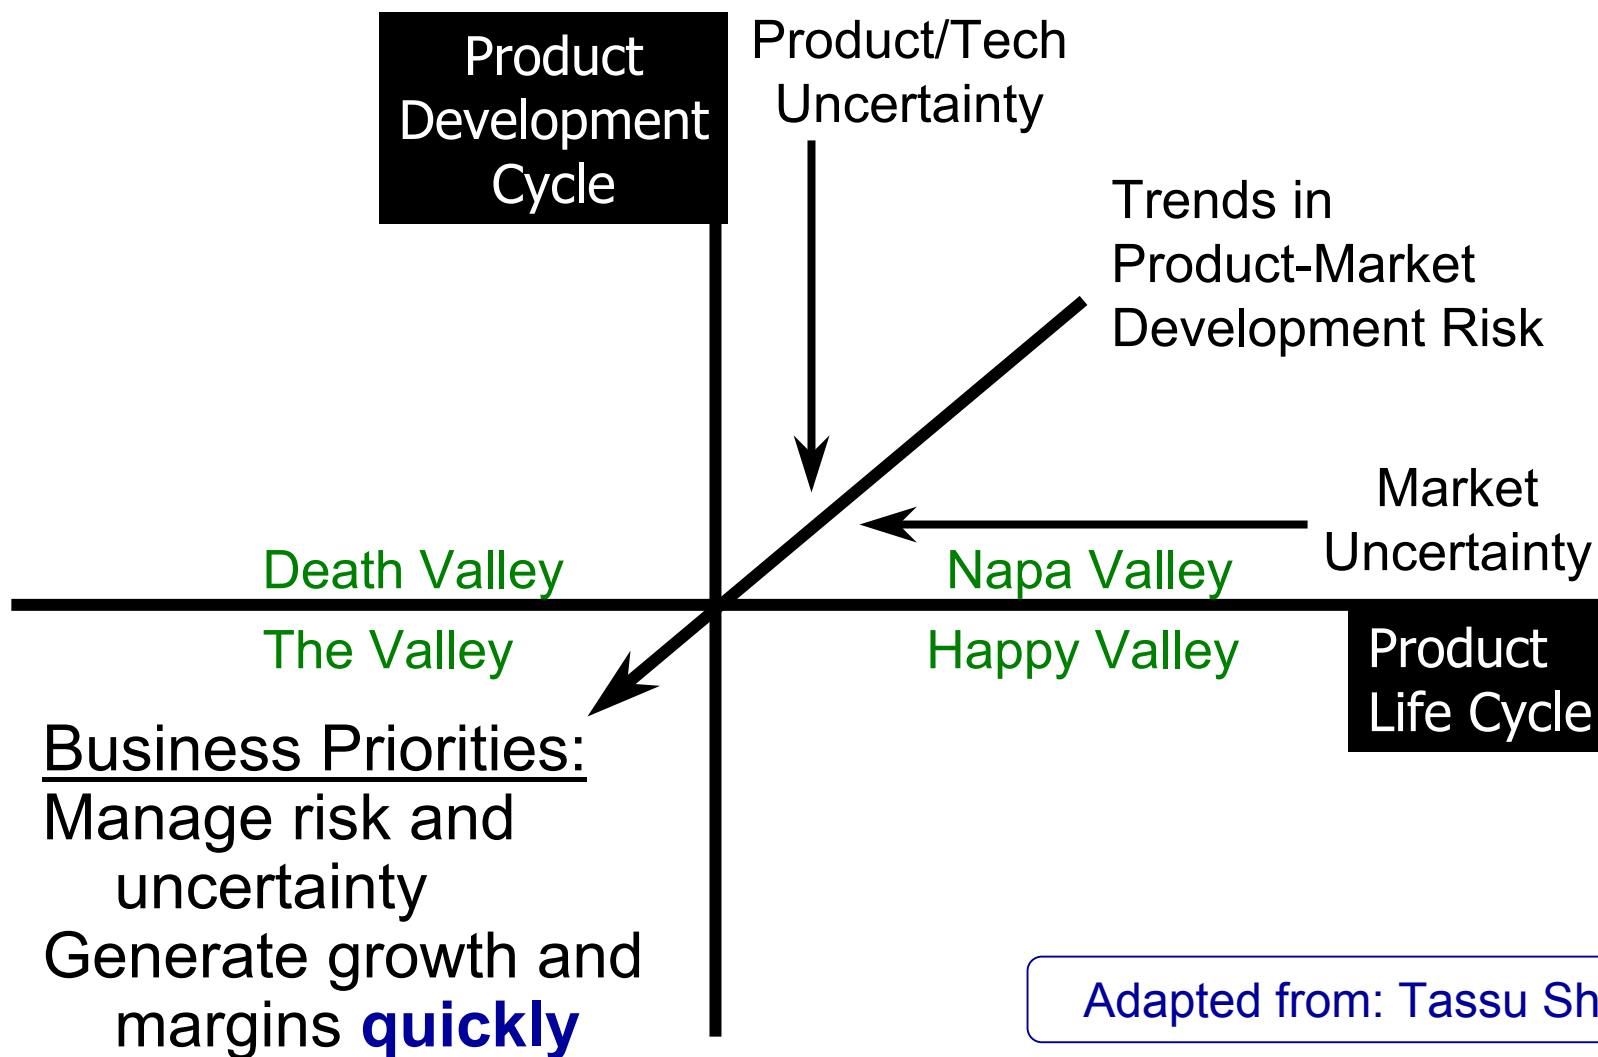 Product
Development
Cycle
Product/Tech
Uncertainty
Trends in
Product-Market
Development Risk
Market
Uncertainty
Death Valley
Napa Valley
The Valley
Happy Valley
Product
Life Cycle
Business Priorities:
Manage risk and
uncertainty
Generate growth and
margins quickly
Adapted from: Tassu